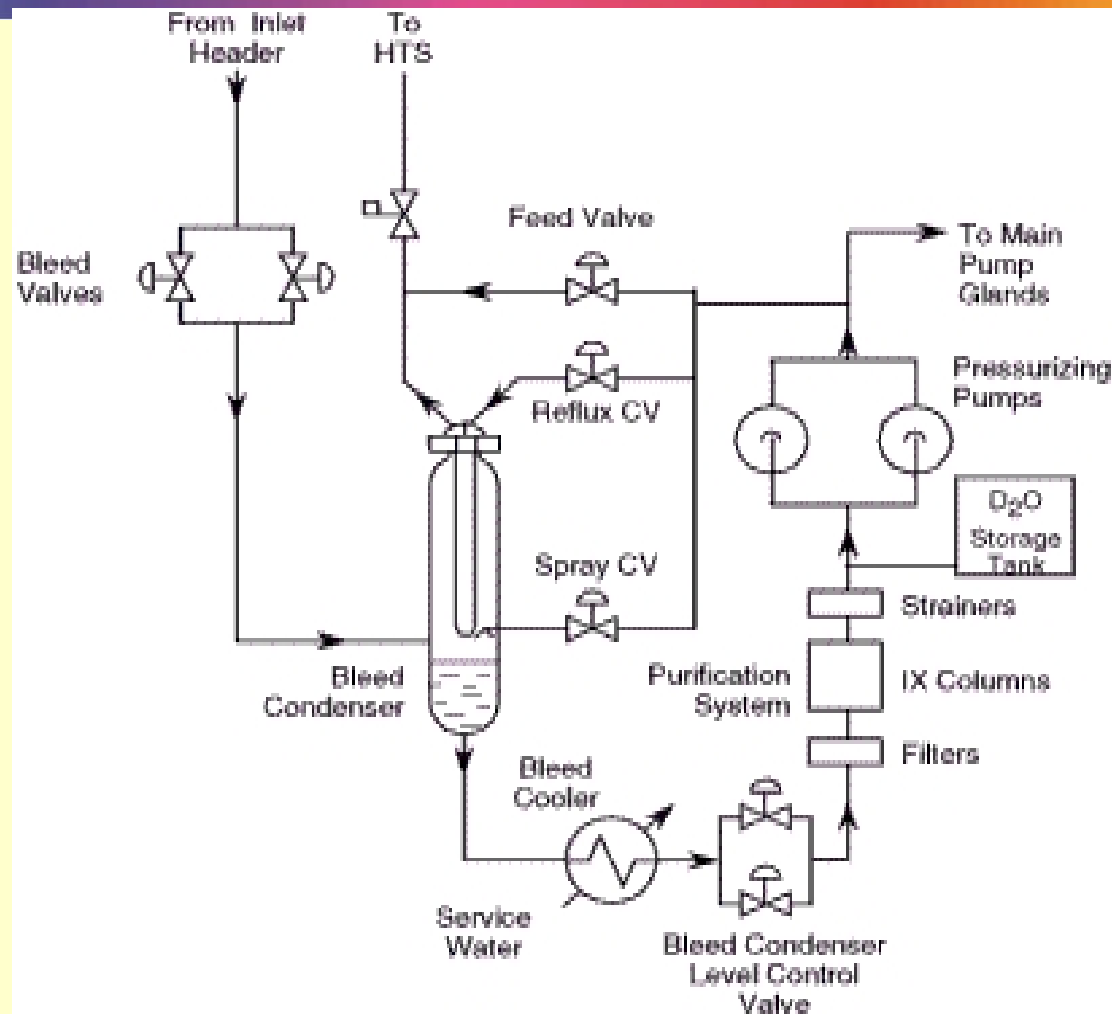 From Inlet
Header
To
HTS
Bleed
Valves
Feed Valve
To Main
Pump
Glands
Reflux CV
Pressurizing
Pumps
D2O
Storage
Tank
Spray CV
Strainers
Bleed
Condenser
Purification
System
IX Columns
Filters
Bleed
Cooler
Service
Water
Bleed Condenser
Level Control
Valve